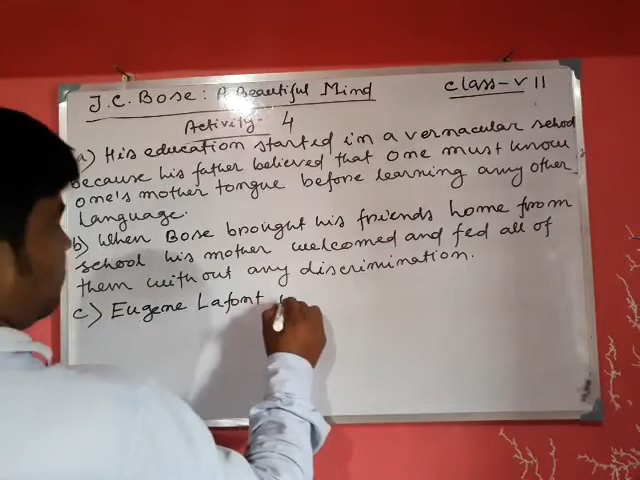 J.C. Bose: A Beautiful Mind
Class-VII
Activity- 4
a) His education started in a vernacular school
because his father believed that one must know
one's mother tongue before learning any other
language.
b) When Bose brought his friends home from
school his mother welcomed and fed all of
them without any discrimination.
c) Eugene Lafont